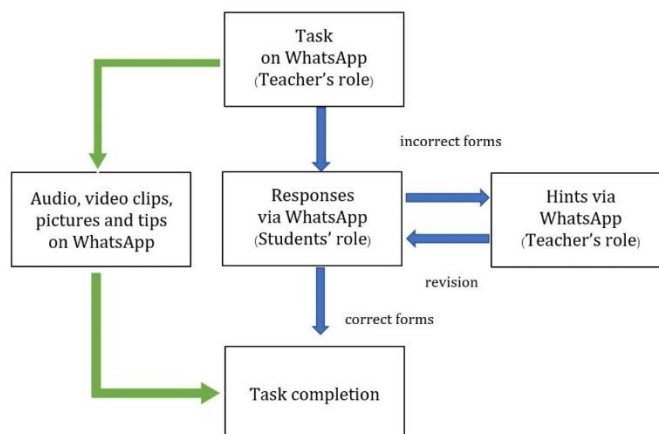 Task
on WhatsApp
(Teacher's role)
incorrect forms
Audio, video clips,
pictures and tips
on WhatsApp
Responses
via WhatsApp
(Students' role)
Hints via
WhatsApp
(Teacher's role)
revision
correct forms
Task completion